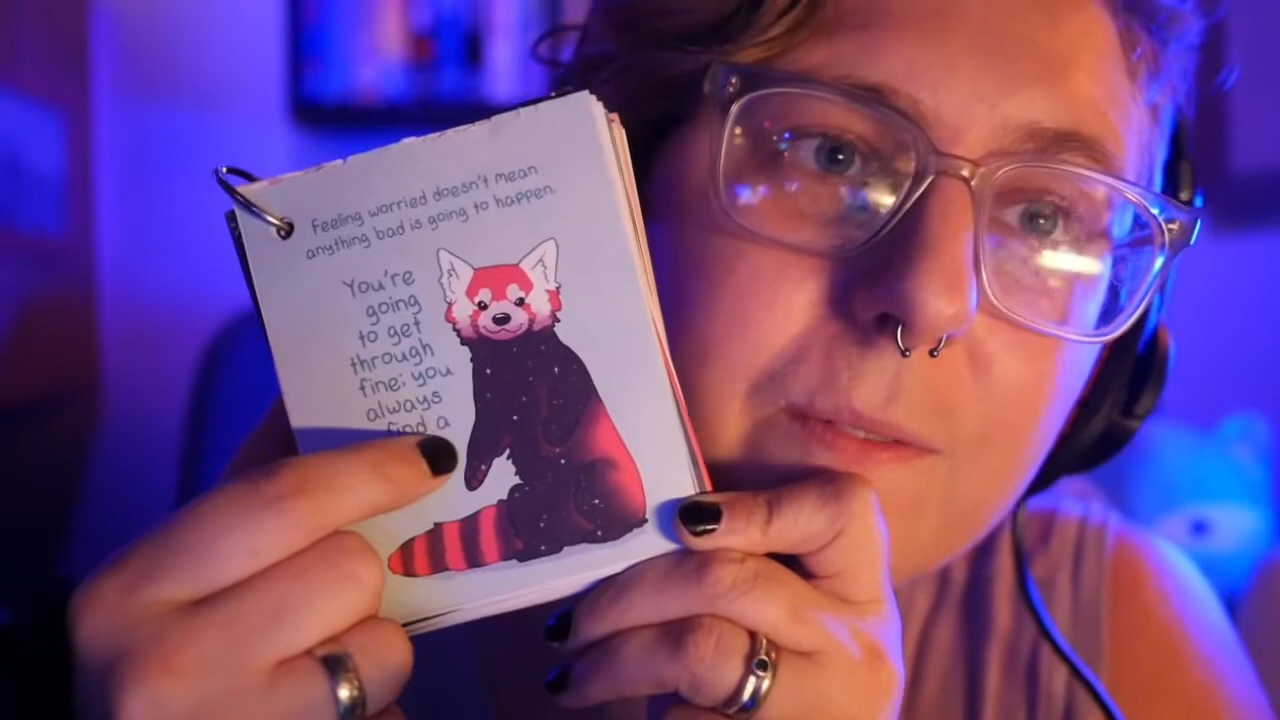 Feeling worried doesn't mean
anything bad is going to happen.
You're
going
to get
through
fine; you
always
find a